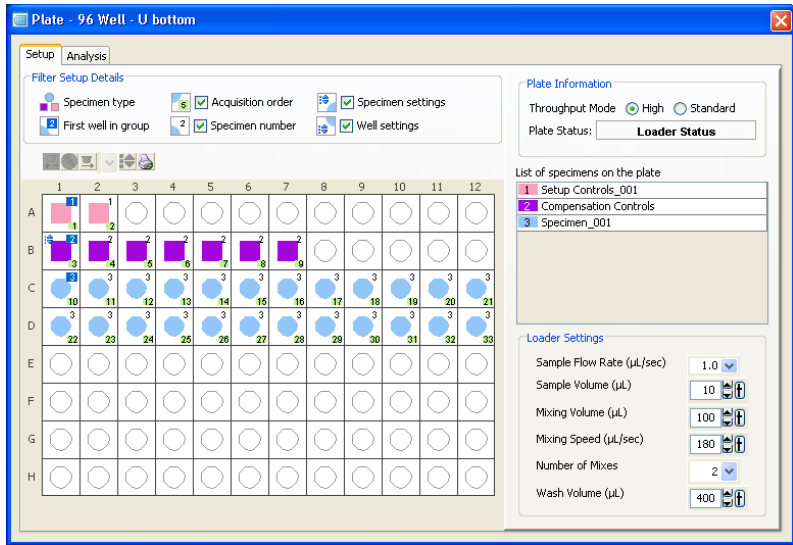 Plate - 96 Well - U bottom
Setup Analysis
Filter Setup Details
Specimen type
S Acquisition order
Specimen settings
2 First well in group
2 Specimen number
Well settings
1 2 3 4 5 6 7 8 9 10 11 12
1 1
A
1 2
2 2 2 2 2 2 2
B
3 4 5 6 7 8 9
3 3 3 3 3 3 3 3 3 3 3 3
C
10 11 12 13 14 15 16 17 18 19 20 21
3 3 3 3 3 3 3 3 3 3 3 3
D
22 23 24 25 26 27 28 29 30 31 32 33
E
F
G
H
Plate Information
Throughput Mode High Standard
Plate Status: Loader Status
List of specimens on the plate
1 Setup Controls_001
2 Compensation Controls
3 Specimen_001
Loader Settings
Sample Flow Rate (µL/sec) 1.0
Sample Volume (µL) 10
Mixing Volume (µL) 100
Mixing Speed (µL/sec) 180
Number of Mixes 2
Wash Volume (µL) 400